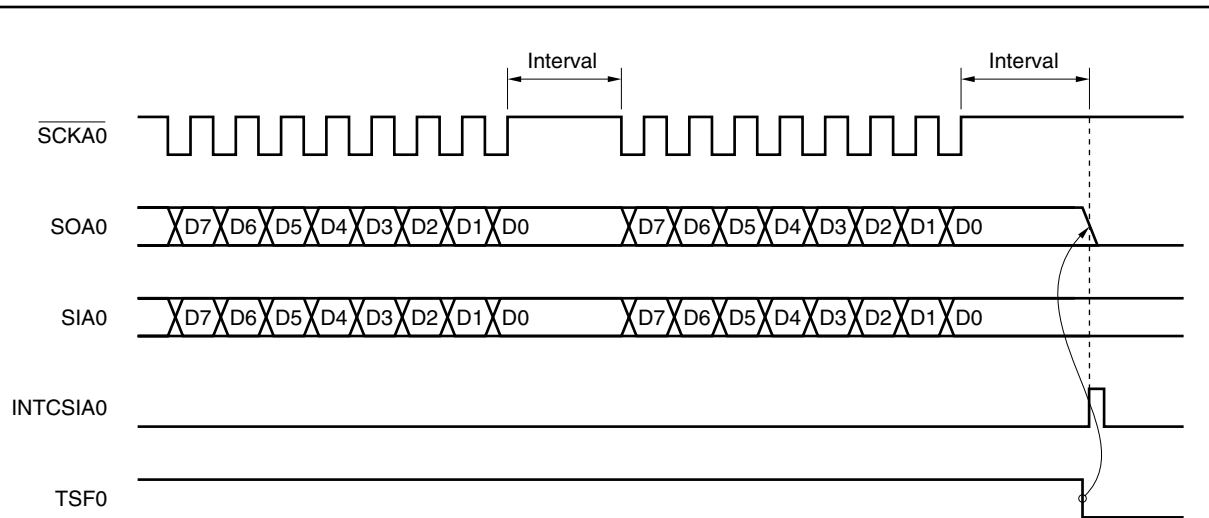 Interval Interval
S̅C̅K̅A̅0̅
SOA0 D7 D6 D5 D4 D3 D2 D1 D0 D7 D6 D5 D4 D3 D2 D1 D0
SIA0 D7 D6 D5 D4 D3 D2 D1 D0 D7 D6 D5 D4 D3 D2 D1 D0
INTCSIA0
TSF0